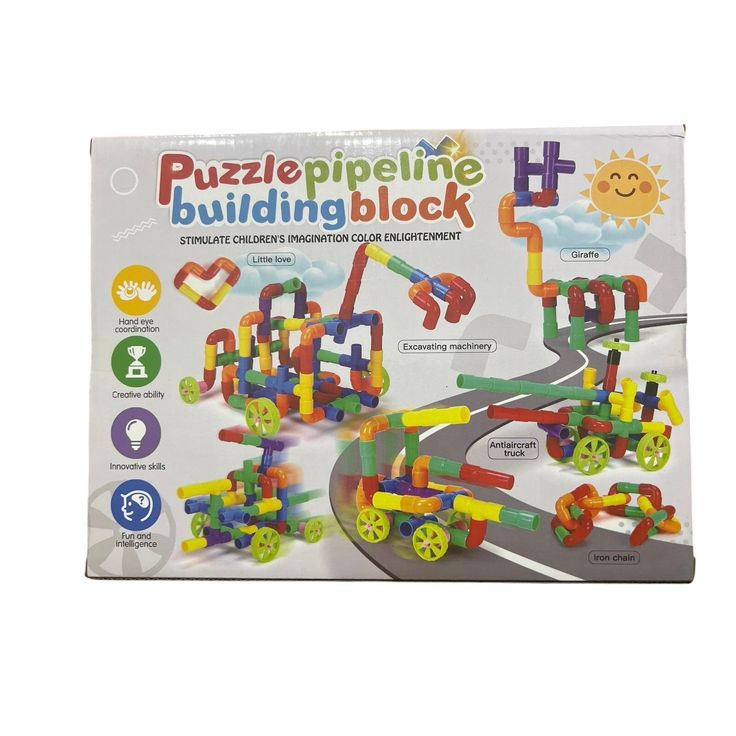 Puzzle pipeline
building block
STIMULATE CHILDREN'S IMAGINATION COLOR ENLIGHTENMENT
Little love
Giraffe
Hand eye
coordination
Excavating machinery
Creative ability
Antiaircraft
truck
Innovative skills
Fun and
intelligence
Iron chain